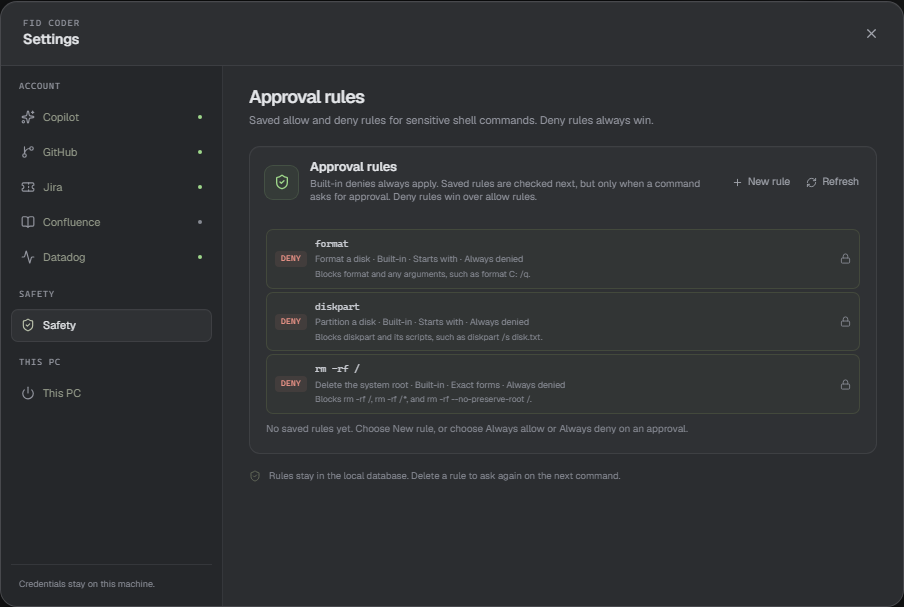 FID CODER
Settings
ACCOUNT
Copilot
GitHub
Jira
Confluence
Datadog
SAFETY
Safety
THIS PC
This PC
Credentials stay on this machine.
Approval rules
Saved allow and deny rules for sensitive shell commands. Deny rules always win.
Approval rules
Built-in denies always apply. Saved rules are checked next, but only when a command
asks for approval. Deny rules win over allow rules.
New rule
Refresh
format
DENY
Format a disk · Built-in · Starts with · Always denied
Blocks format and any arguments, such as format C: /q.
diskpart
DENY
Partition a disk · Built-in · Starts with · Always denied
Blocks diskpart and its scripts, such as diskpart /s disk.txt.
rm -rf /
DENY
Delete the system root · Built-in · Exact forms · Always denied
Blocks rm -rf /, rm -rf /*, and rm -rf --no-preserve-root /.
No saved rules yet. Choose New rule, or choose Always allow or Always deny on an approval.
Rules stay in the local database. Delete a rule to ask again on the next command.